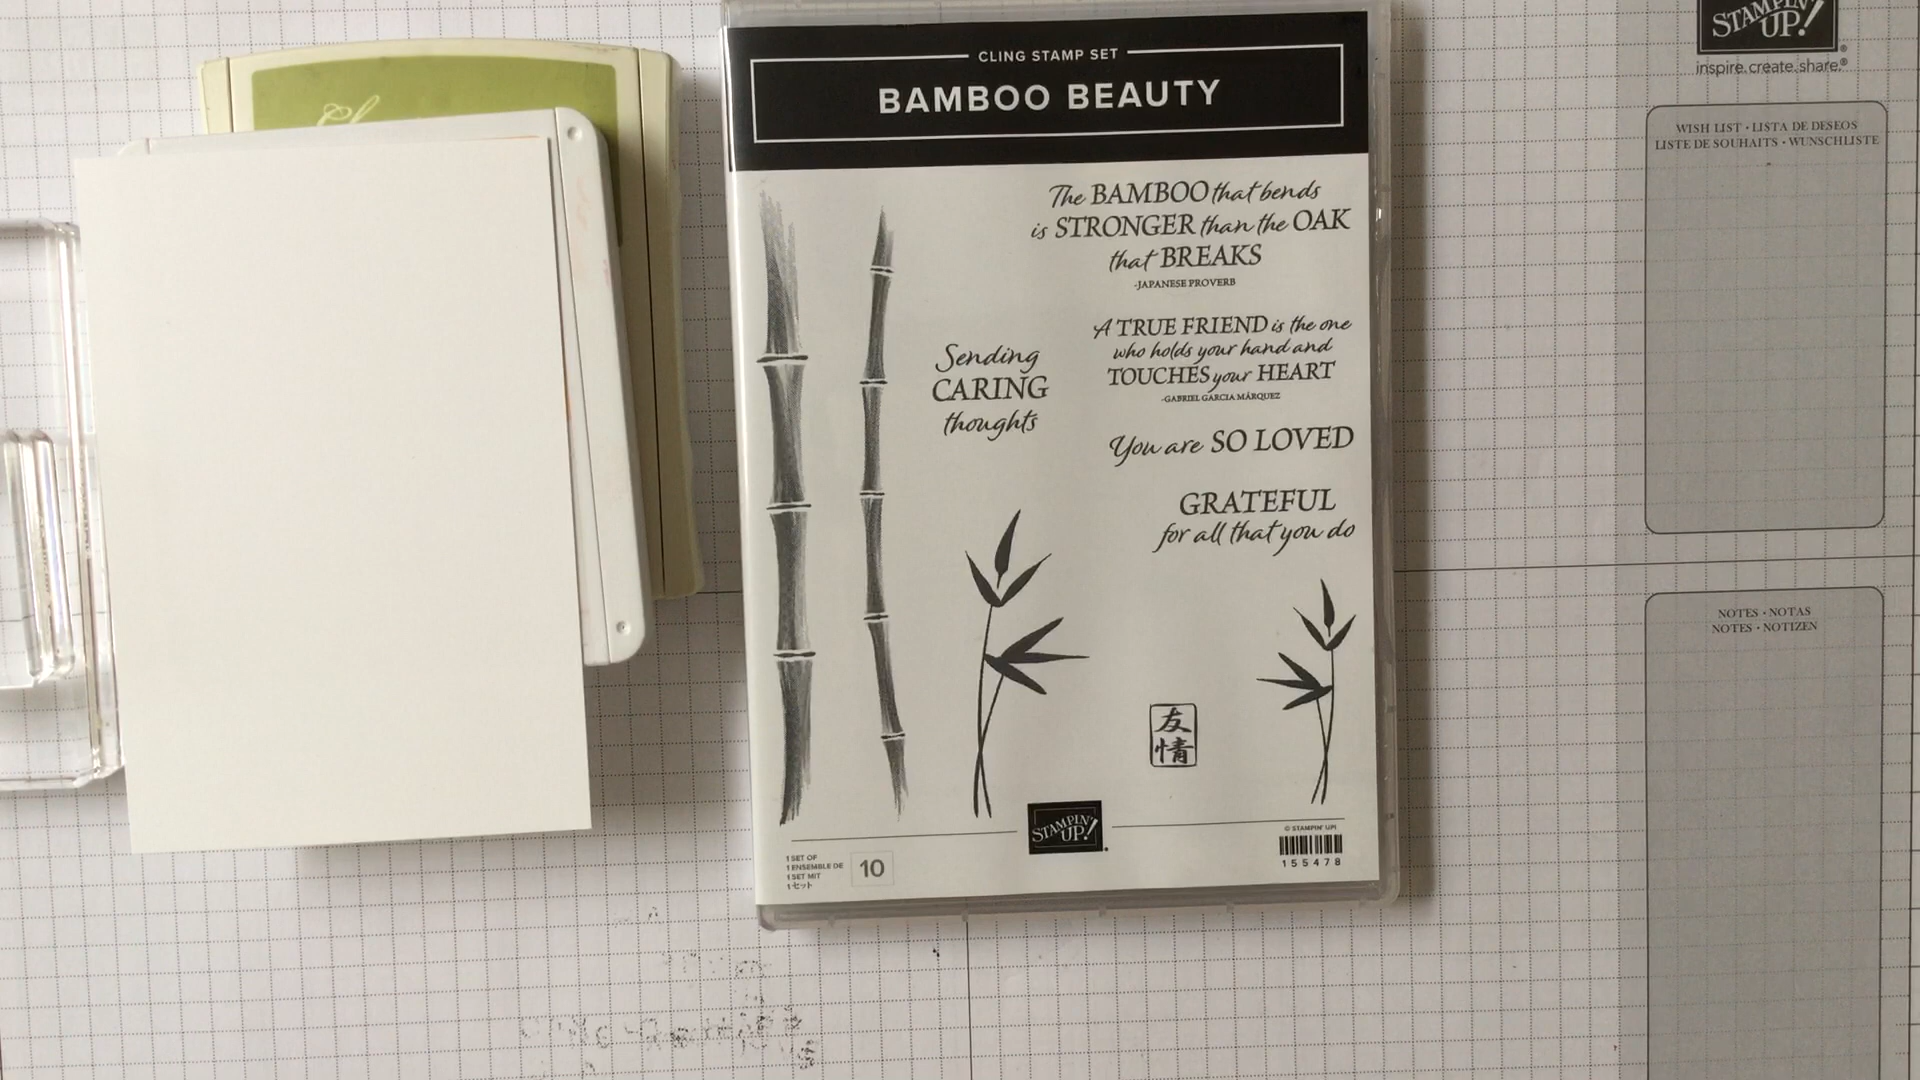 CLING STAMP SET
BAMBOO BEAUTY
The BAMBOO that bends
is STRONGER than the OAK
that BREAKS
-JAPANESE PROVERB
A TRUE FRIEND is the one
who holds your hand and
TOUCHES your HEART
-GABRIEL GARCIA MÁRQUEZ
Sending
CARING
thoughts
You are SO LOVED
GRATEFUL
for all that you do
友
情
STAMPIN' UP!®
1 SET OF
1 ENSEMBLE DE
1 SET MIT
1 セット
10
© STAMPIN' UP!
155478
STAMPIN'
UP!®
inspire.create.share.®
WISH LIST • LISTA DE DESEOS
LISTE DE SOUHAITS • WUNSCHLISTE
NOTES • NOTAS
NOTES • NOTIZEN